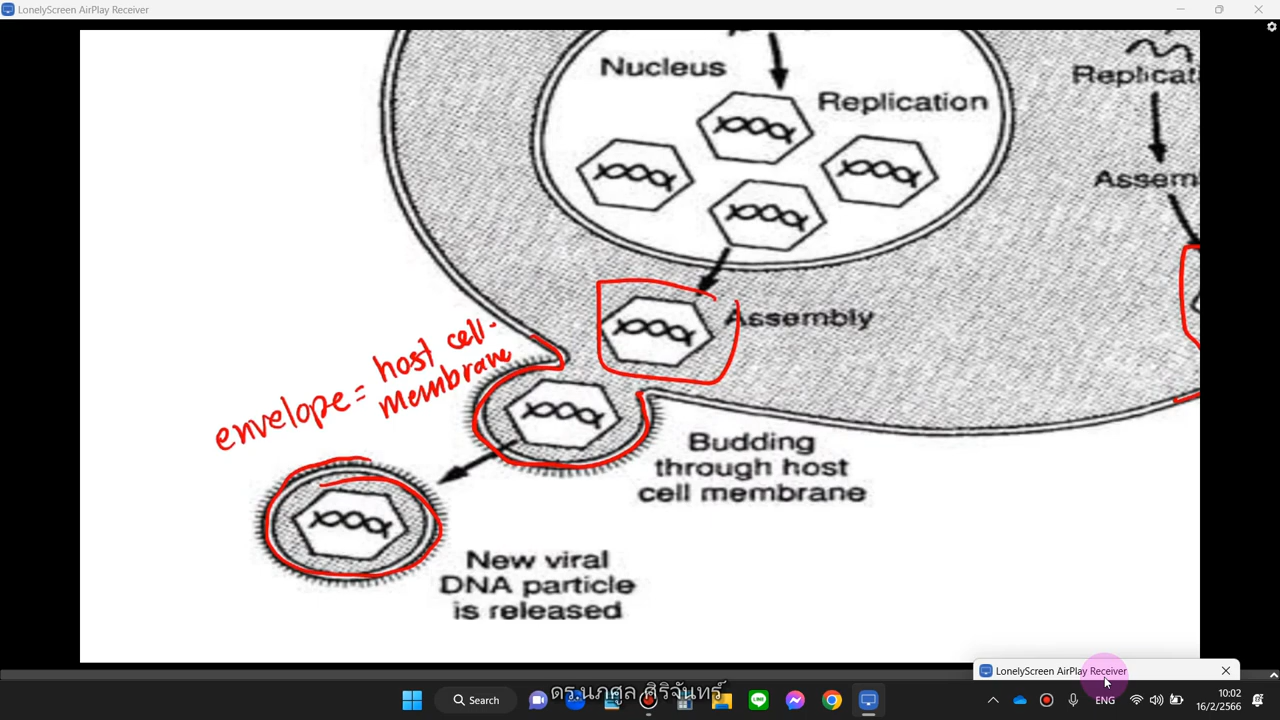 LonelyScreen AirPlay Receiver
Nucleus
Replication
Assembly
envelope = host cell
membrane
Budding
through host
cell membrane
New viral
DNA particle
is released
Replicat
Assem
LonelyScreen AirPlay Receiver
Search
ดร.นภศูล ศิริจันทร์
ENG
10:02
16/2/2566